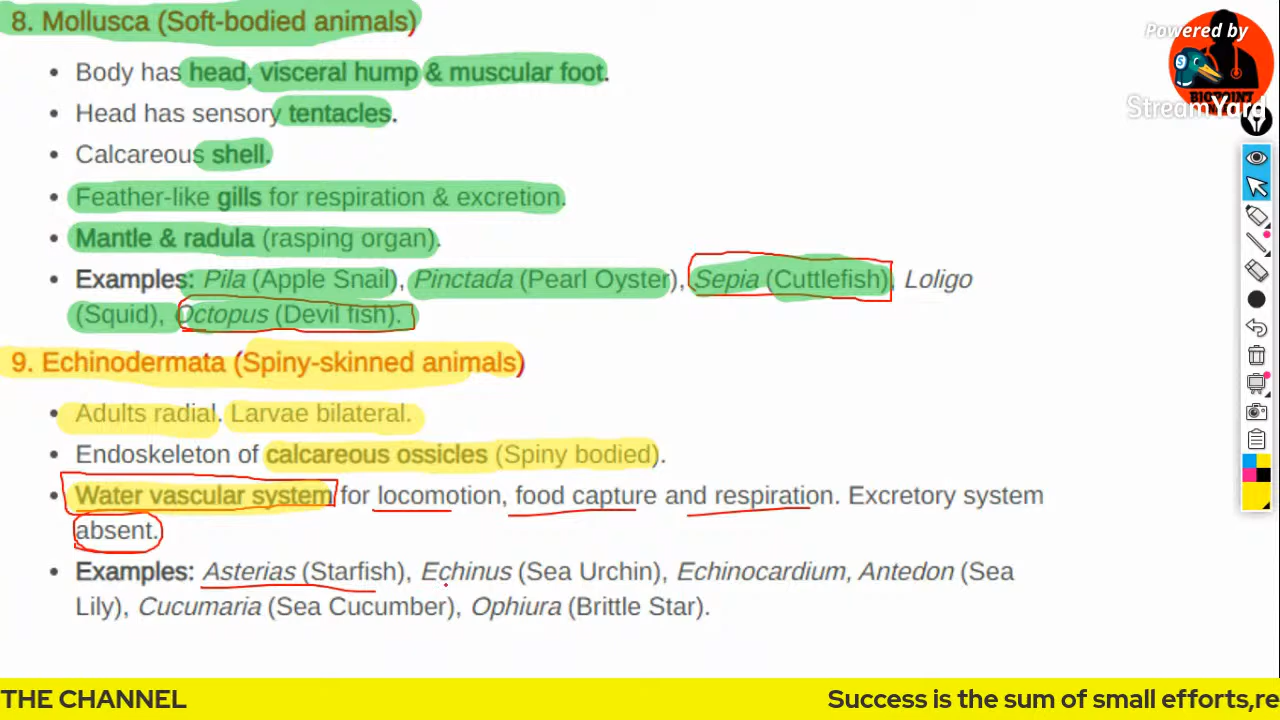 8. Mollusca (Soft-bodied animals)
• Body has head, visceral hump & muscular foot.
• Head has sensory tentacles.
• Calcareous shell.
• Feather-like gills for respiration & excretion.
• Mantle & radula (rasping organ).
• Examples: Pila (Apple Snail), Pinctada (Pearl Oyster), Sepia (Cuttlefish), Loligo
(Squid), Octopus (Devil fish).
9. Echinodermata (Spiny-skinned animals)
• Adults radial. Larvae bilateral.
• Endoskeleton of calcareous ossicles (Spiny bodied).
• Water vascular system for locomotion, food capture and respiration. Excretory system
absent.
• Examples: Asterias (Starfish), Echinus (Sea Urchin), Echinocardium, Antedon (Sea
Lily), Cucumaria (Sea Cucumber), Ophiura (Brittle Star).
Powered by
StreamYard
THE CHANNEL
Success is the sum of small efforts,re